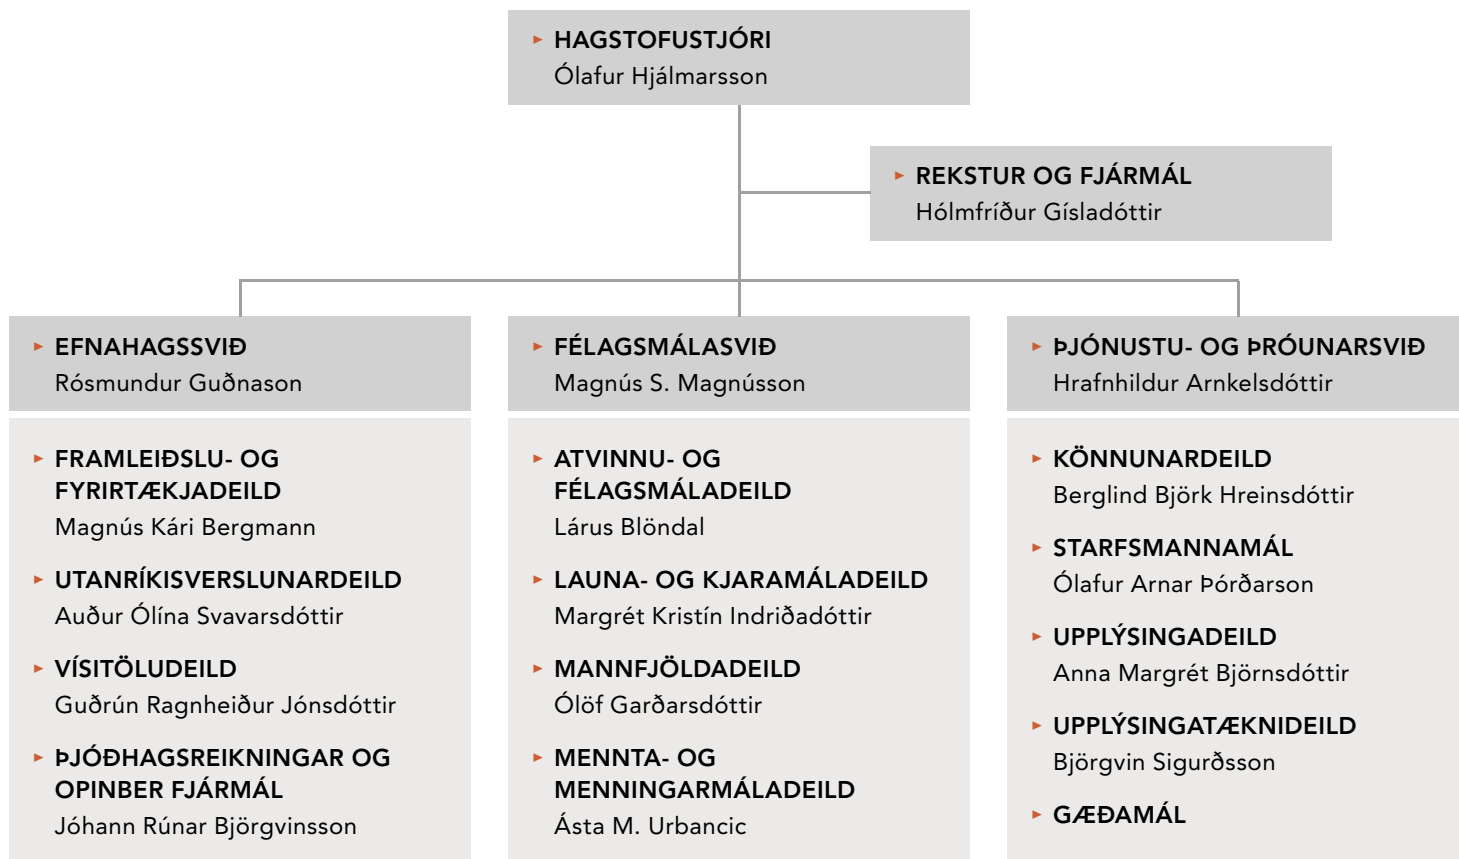 HAGSTOFUSTJÓRI
Ólafur Hjálmarsson
REKSTUR OG FJÁRMÁL
Hólmfríður Gísladóttir
EFNAHAGSSVIÐ
Rósmundur Guðnason
FRAMLEIÐSLU- OG
FYRIRTÆKJADEILD
Magnús Kári Bergmann
UTANRÍKISVERSLUNARDEILD
Auður Ólína Svavarsdóttir
VÍSITÖLUDEILD
Guðrún Ragnheiður Jónsdóttir
ÞJÓÐHAGSREIKNINGAR OG
OPINBER FJÁRMÁL
Jóhann Rúnar Björgvinsson
FÉLAGSMÁLASVIÐ
Magnús S. Magnússon
ATVINNU- OG
FÉLAGSMÁLADEILD
Lárus Blöndal
LAUNA- OG KJARAMÁLADEILD
Margrét Kristín Indriðadóttir
MANNFJÖLDADEILD
Ólöf Garðarsdóttir
MENNTA- OG
MENNINGARMÁLADEILD
Ásta M. Urbancic
ÞJÓNUSTU- OG ÞRÓUNARSVIÐ
Hrafnhildur Arnkelsdóttir
KÖNNUNARDEILD
Berglind Björk Hreinsdóttir
STARFSMANNAMÁL
Ólafur Arnar Þórðarson
UPPLÝSINGADEILD
Anna Margrét Björnsdóttir
UPPLÝSINGATÆKNIDEILD
Björgvin Sigurðsson
GÆÐAMÁL